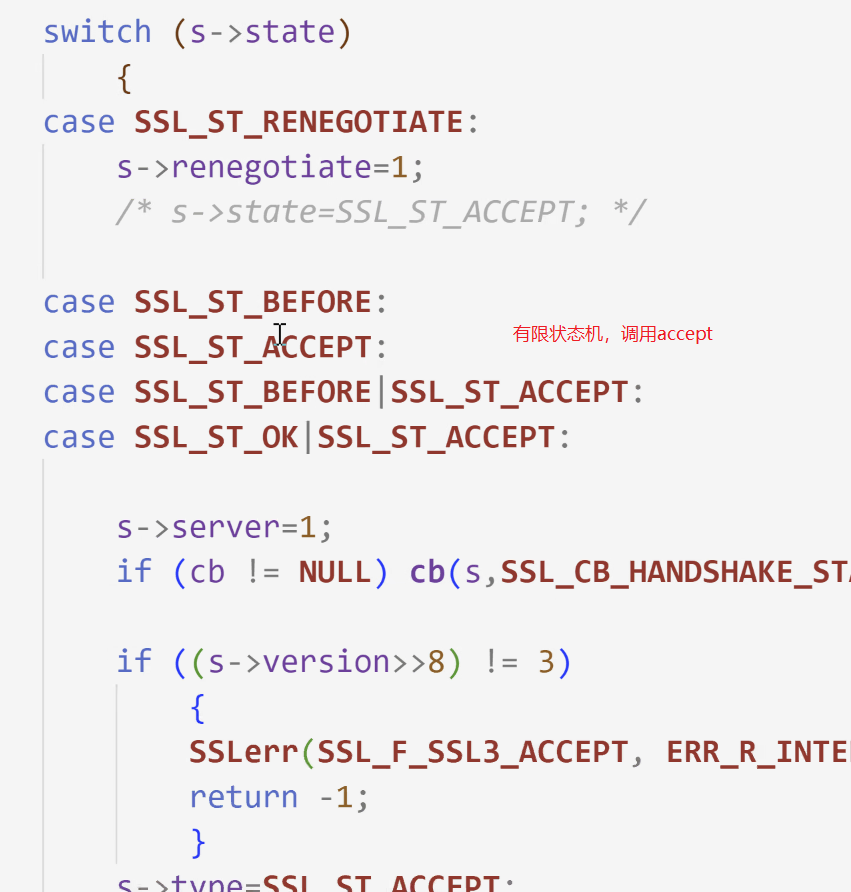 switch (s->state)
{
case SSL_ST_RENEGOTIATE:
s->renegotiate=1;
/* s->state=SSL_ST_ACCEPT; */
case SSL_ST_BEFORE:
case SSL_ST_ACCEPT:
有限状态机，调用accept
case SSL_ST_BEFORE|SSL_ST_ACCEPT:
case SSL_ST_OK|SSL_ST_ACCEPT:
s->server=1;
if (cb != NULL) cb(s,SSL_CB_HANDSHAKE_STA
if ((s->version>>8) != 3)
{
SSLerr(SSL_F_SSL3_ACCEPT, ERR_R_INTE
return -1;
}
s->type=SSL_ST_ACCEPT;